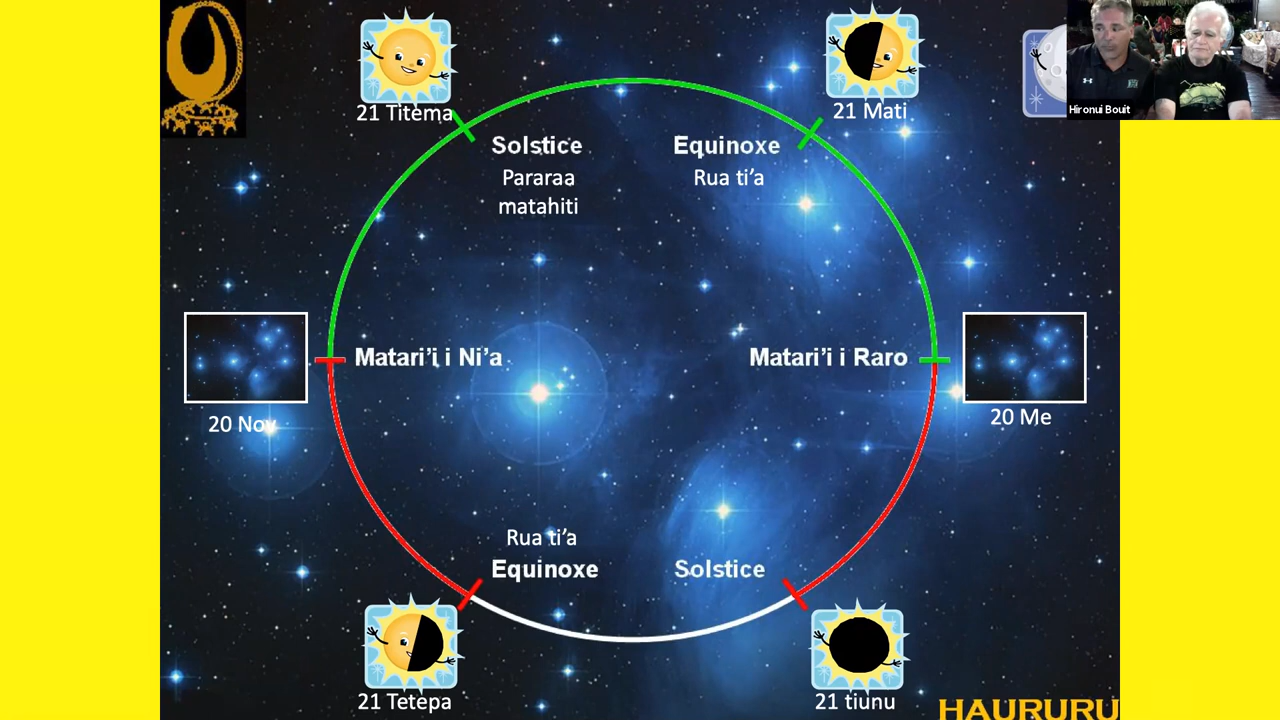 21 Titema
21 Mati
Hironui Bouit
Solstice
Pararaa
matahiti
Equinoxe
Rua ti'a
Matari'i i Ni'a
Matari'i i Raro
20 Nov
20 Me
Rua ti'a
Equinoxe
Solstice
21 Tetepa
21 tiunu
HAURURU